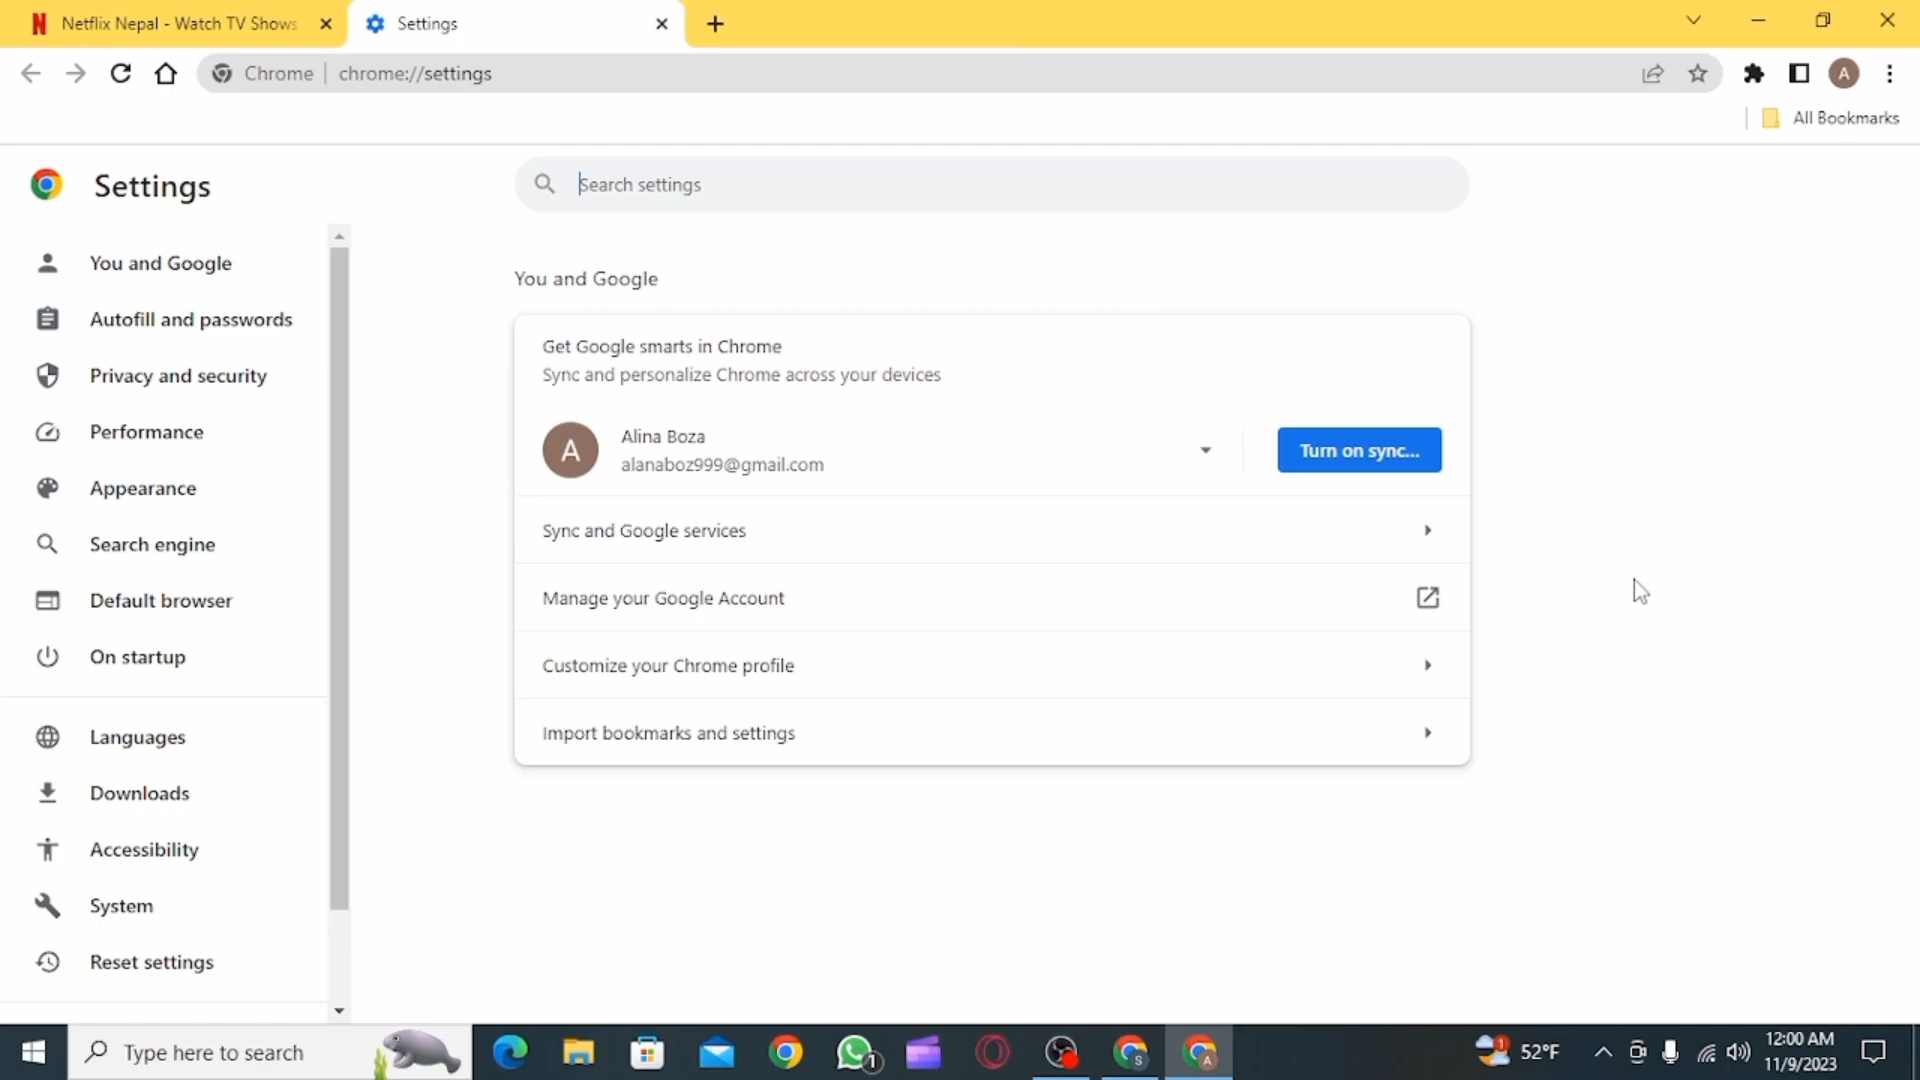 Netflix Nepal - Watch TV Shows
Settings
Chrome
chrome://settings
A
All Bookmarks
Settings
Search settings
You and Google
Autofill and passwords
Privacy and security
Performance
Appearance
Search engine
Default browser
On startup
Languages
Downloads
Accessibility
System
Reset settings
You and Google
Get Google smarts in Chrome
Sync and personalize Chrome across your devices
A
Alina Boza
alanaboz999@gmail.com
Turn on sync...
Sync and Google services
Manage your Google Account
Customize your Chrome profile
Import bookmarks and settings
Type here to search
1
S
A
1
52°F
12:00 AM
11/9/2023